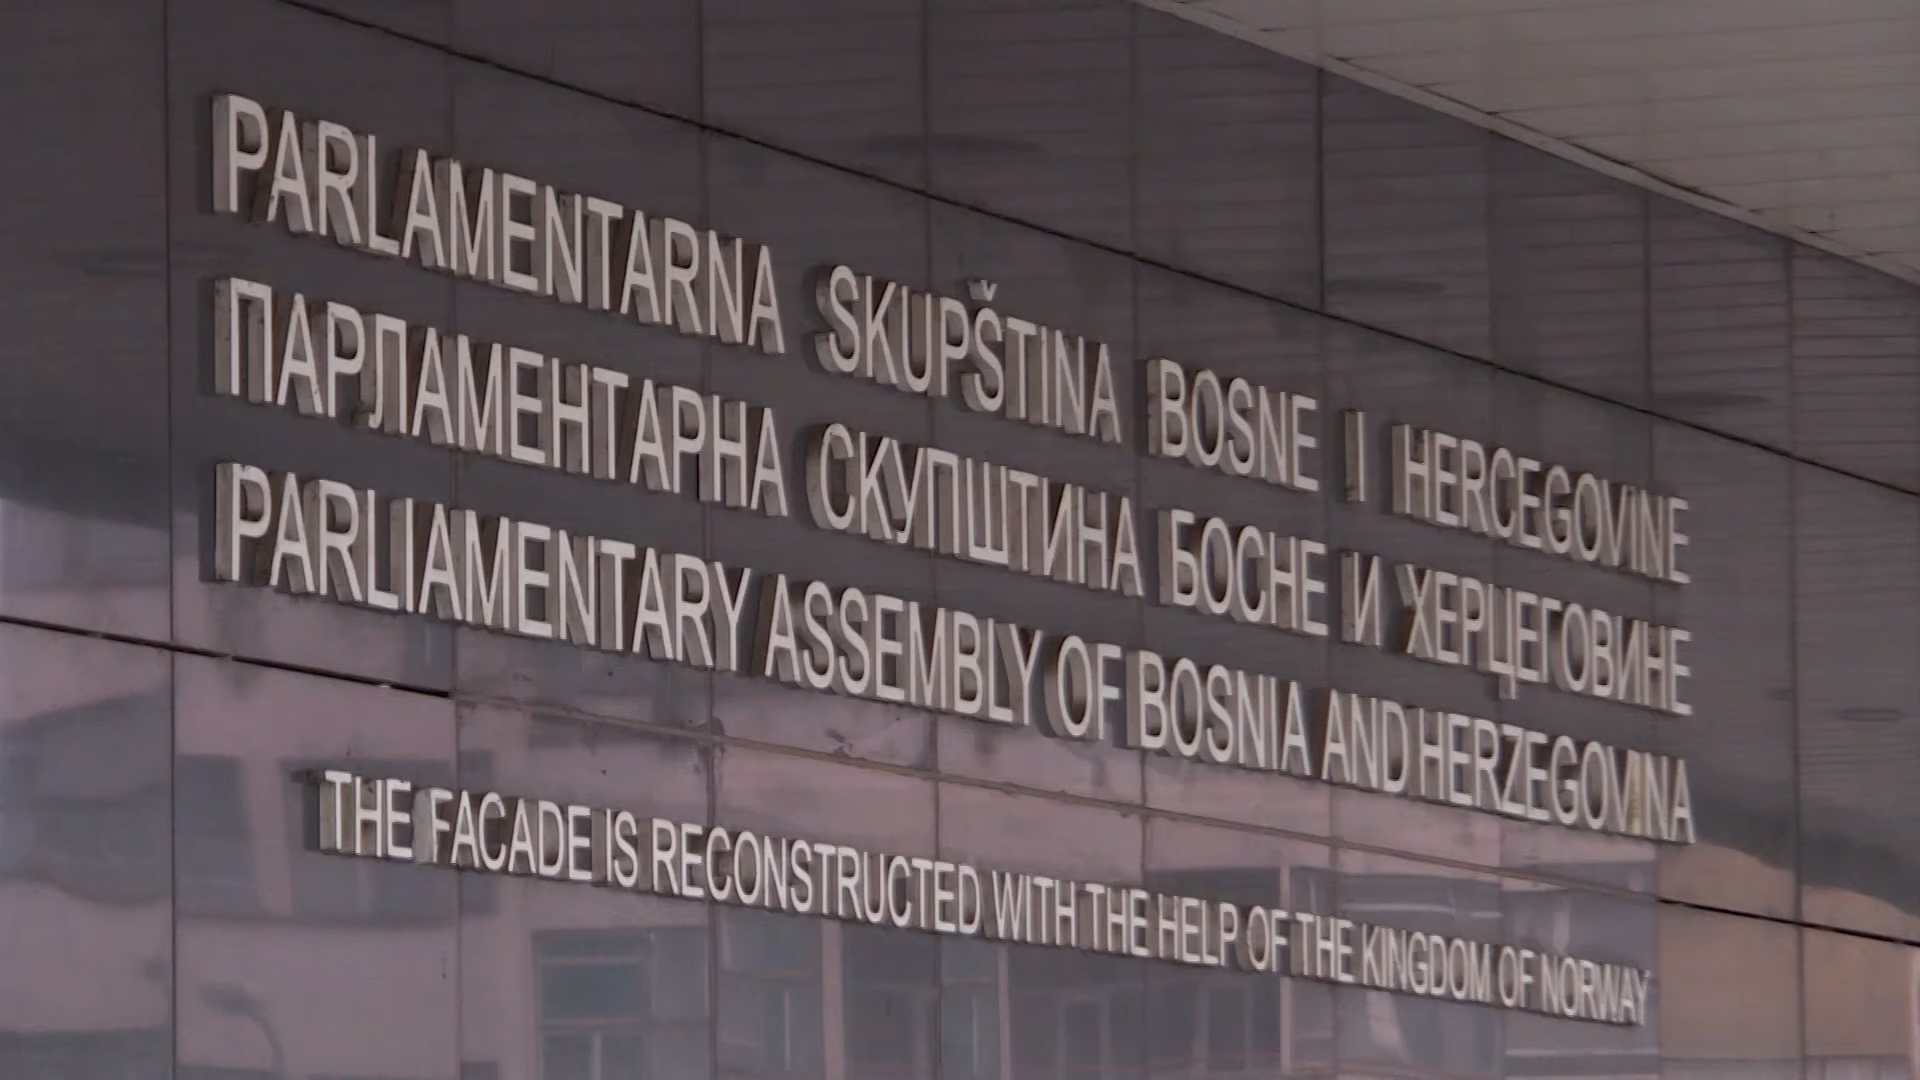 PARLAMENTARNA SKUPŠTINA BOSNE I HERCEGOVINE
ПАРЛАМЕНТАРНА СКУПШТИНА БОСНЕ И ХЕРЦЕГОВИНЕ
PARLIAMENTARY ASSEMBLY OF BOSNIA AND HERZEGOVINA
THE FACADE IS RECONSTRUCTED WITH THE HELP OF THE KINGDOM OF NORWAY